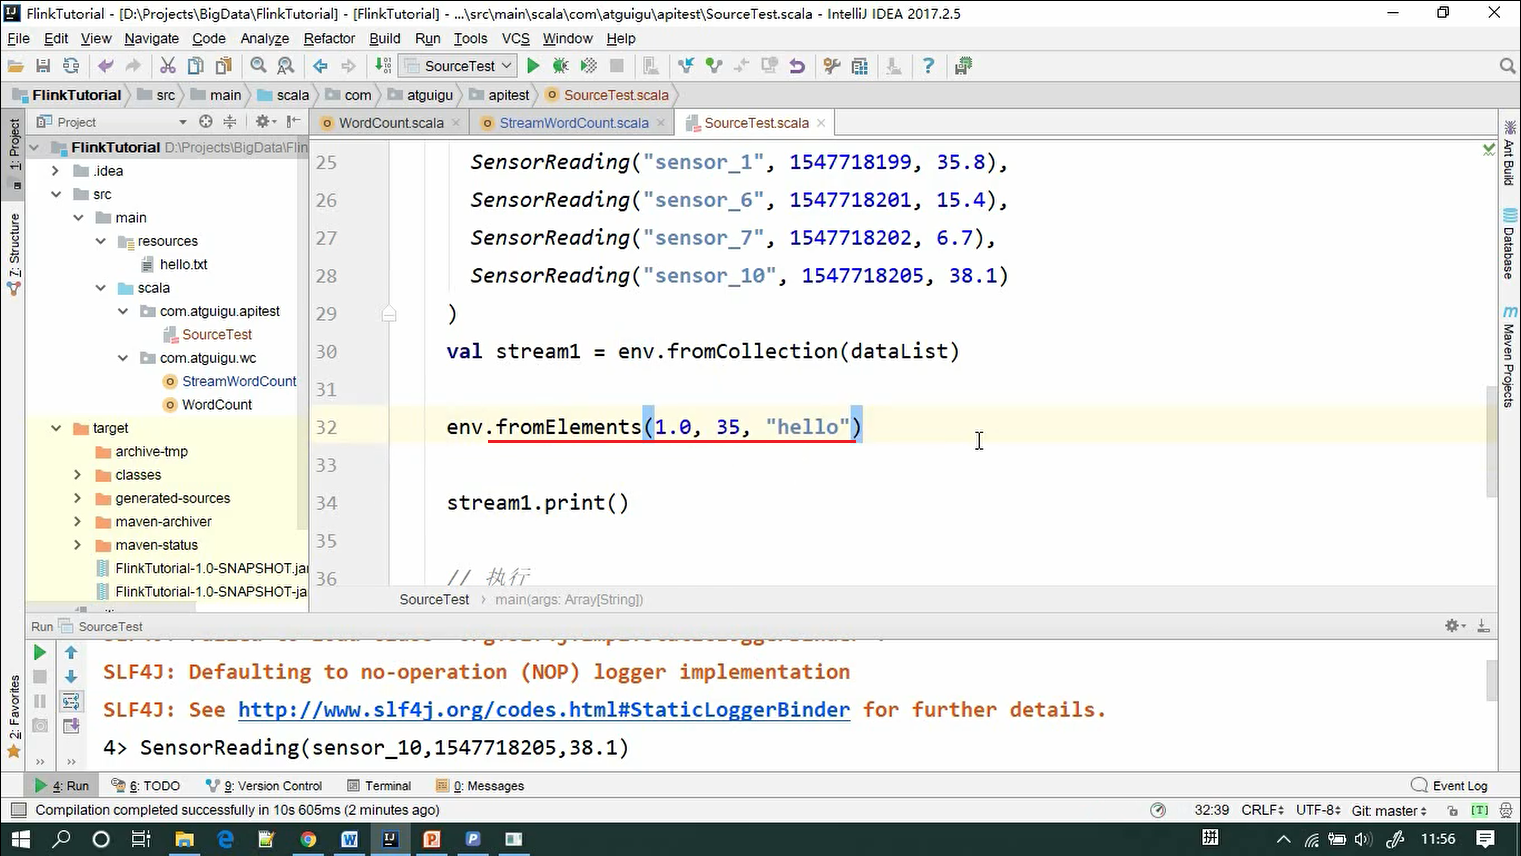 FlinkTutorial - [D:\Projects\BigData\FlinkTutorial] - [FlinkTutorial] - ...\src\main\scala\com\atguigu\apitest\SourceTest.scala - IntelliJ IDEA 2017.2.5
File Edit View Navigate Code Analyze Refactor Build Run Tools VCS Window Help
SourceTest
FlinkTutorial src main scala com atguigu apitest SourceTest.scala
Project
WordCount.scala StreamWordCount.scala SourceTest.scala
1: Project
7: Structure
2: Favorites
FlinkTutorial D:\Projects\BigData\Flin
.idea
src
main
resources
hello.txt
scala
com.atguigu.apitest
SourceTest
com.atguigu.wc
StreamWordCount
WordCount
target
archive-tmp
classes
generated-sources
maven-archiver
maven-status
FlinkTutorial-1.0-SNAPSHOT.jar
FlinkTutorial-1.0-SNAPSHOT-ja
25 SensorReading("sensor_1", 1547718199, 35.8),
26 SensorReading("sensor_6", 1547718201, 15.4),
27 SensorReading("sensor_7", 1547718202, 6.7),
28 SensorReading("sensor_10", 1547718205, 38.1)
29 )
30 val stream1 = env.fromCollection(dataList)
31
32 env.fromElements(1.0, 35, "hello")
33
34 stream1.print()
35
36 // 执行
SourceTest main(args: Array[String])
Ant Build
Database
Maven Projects
Run SourceTest
SLF4J: Defaulting to no-operation (NOP) logger implementation
SLF4J: See http://www.slf4j.org/codes.html#StaticLoggerBinder for further details.
4> SensorReading(sensor_10,1547718205,38.1)
4: Run 6: TODO 9: Version Control Terminal 0: Messages Event Log
Compilation completed successfully in 10s 605ms (2 minutes ago) 32:39 CRLF UTF-8 Git: master [T]
拼 11:56